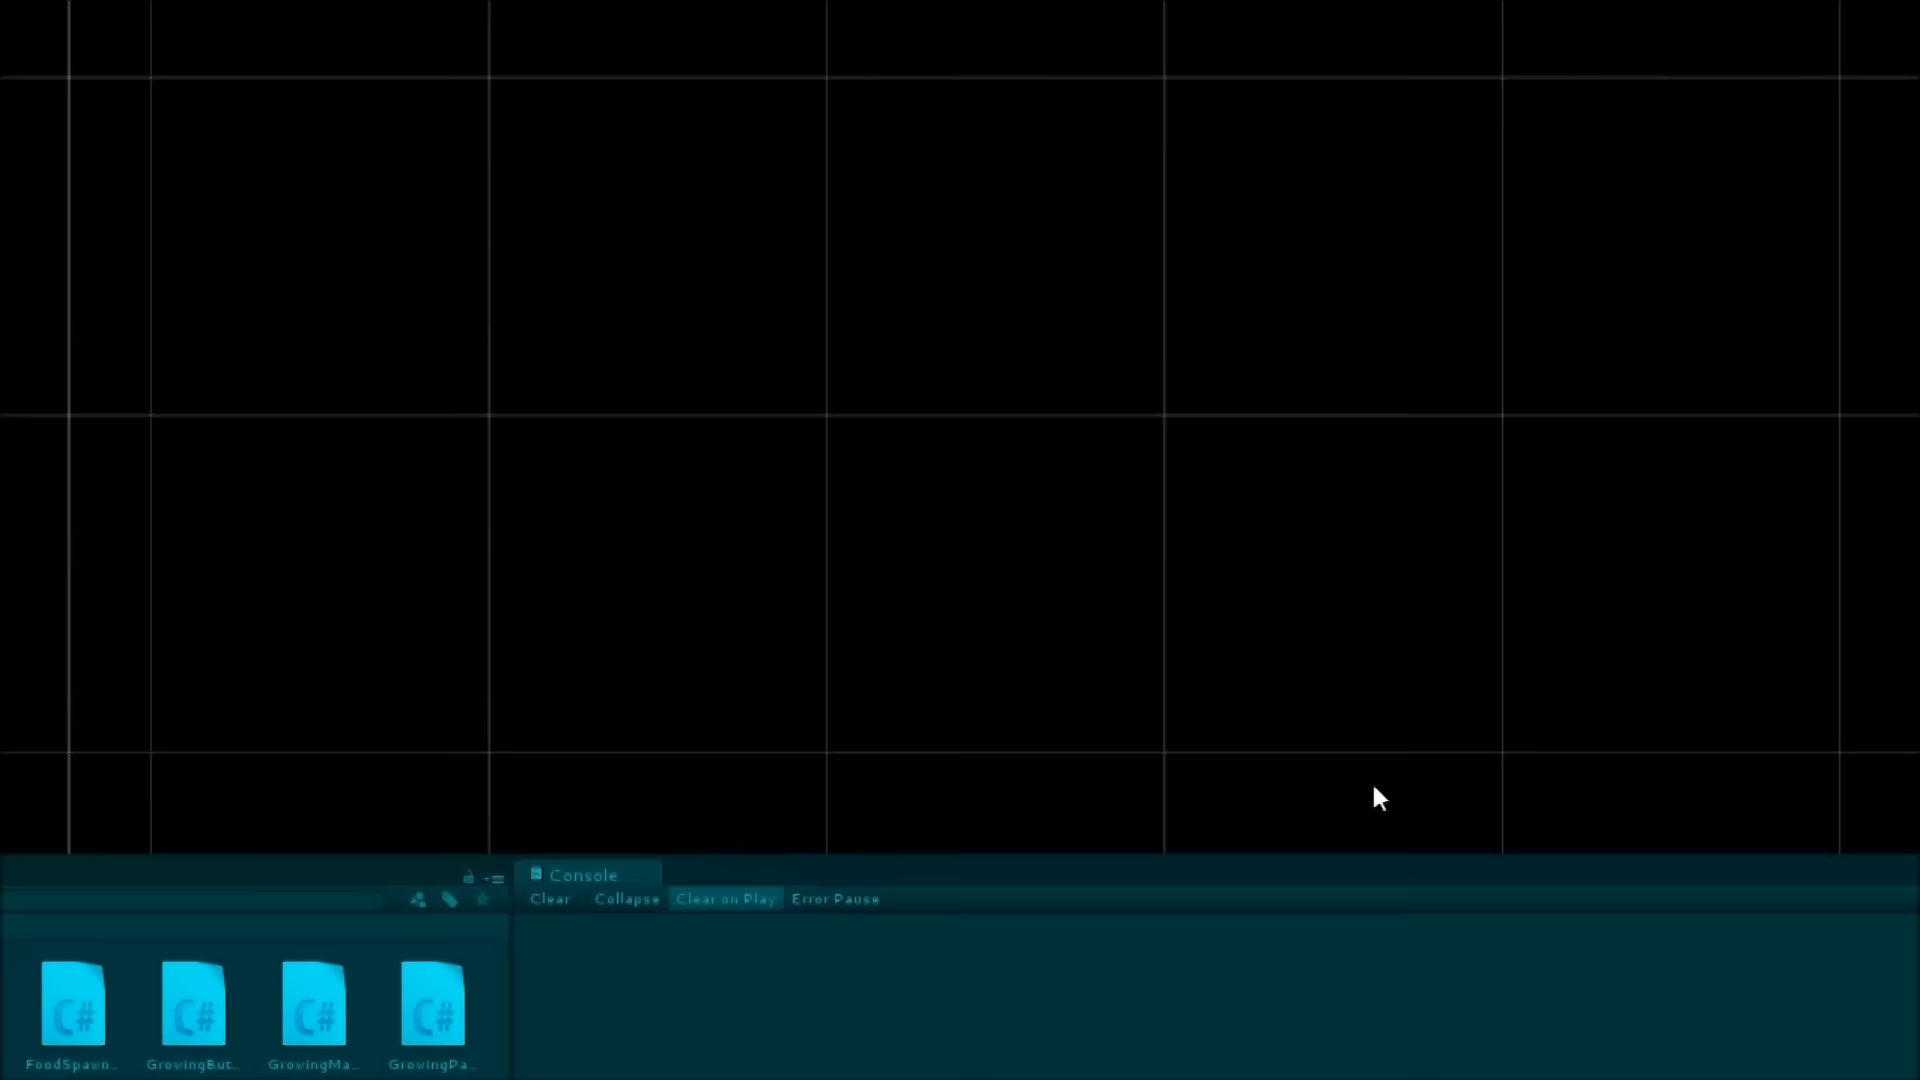 Console
Clear Collapse Clear on Play Error Pause
C# C# C# C#
FoodSpawn... GrowingBut... GrowingMa... GrowingPa...